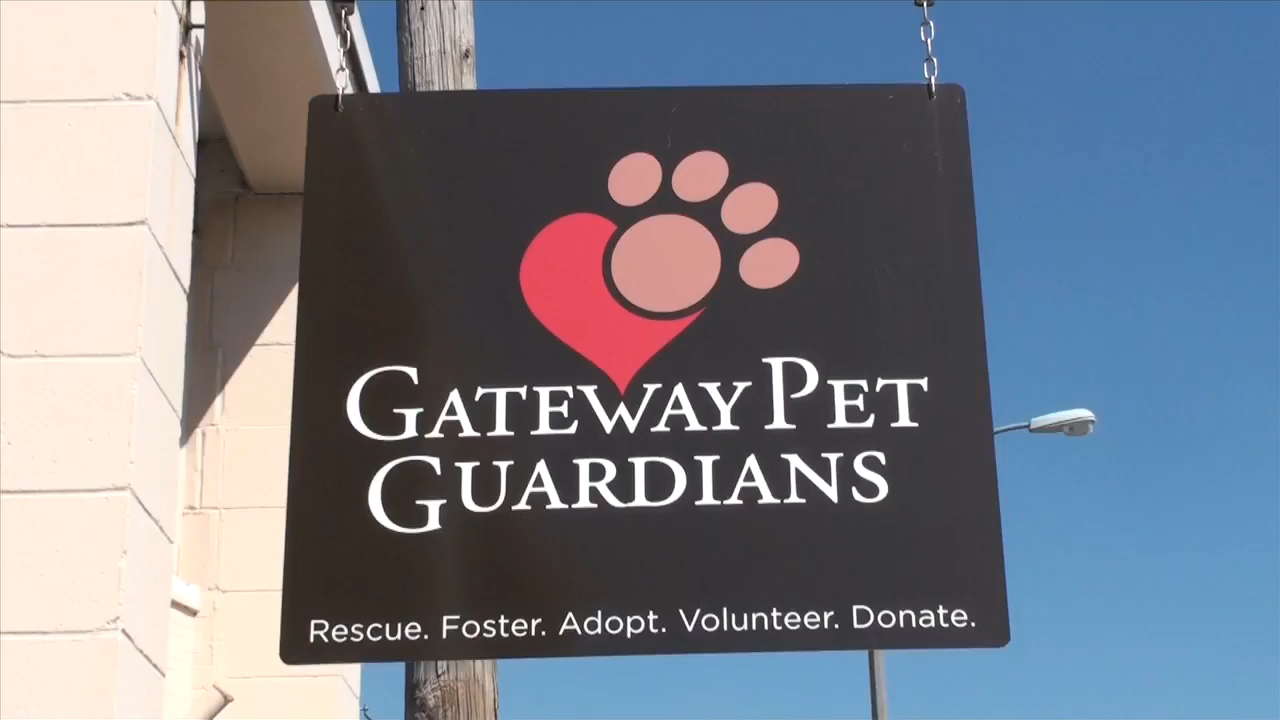 GATEWAY PET
GUARDIANS
Rescue. Foster. Adopt. Volunteer. Donate.